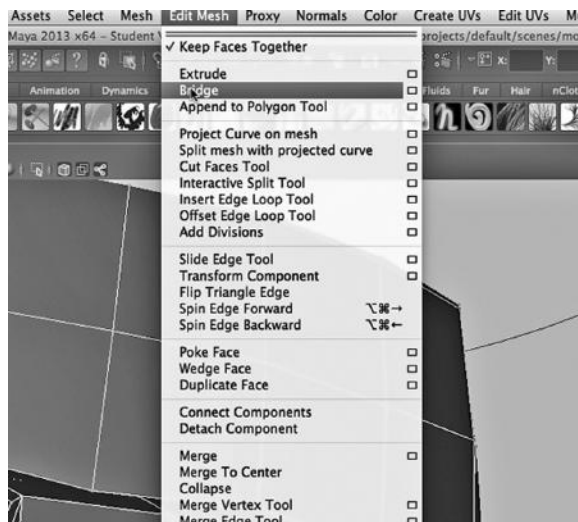 Assets Select Mesh Edit Mesh Proxy Normals Color Create UVs Edit UVs M
Maya 2013 x64 – Student V
projects/default/scenes/mo
X: Y:
Animation Dynamics Fluids Fur Hair nClot
✓ Keep Faces Together
Extrude
Bridge
Append to Polygon Tool
Project Curve on mesh
Split mesh with projected curve
Cut Faces Tool
Interactive Split Tool
Insert Edge Loop Tool
Offset Edge Loop Tool
Add Divisions
Slide Edge Tool
Transform Component
Flip Triangle Edge
Spin Edge Forward ⌥⌘→
Spin Edge Backward ⌥⌘←
Poke Face
Wedge Face
Duplicate Face
Connect Components
Detach Component
Merge
Merge To Center
Collapse
Merge Vertex Tool
Merge Edge Tool